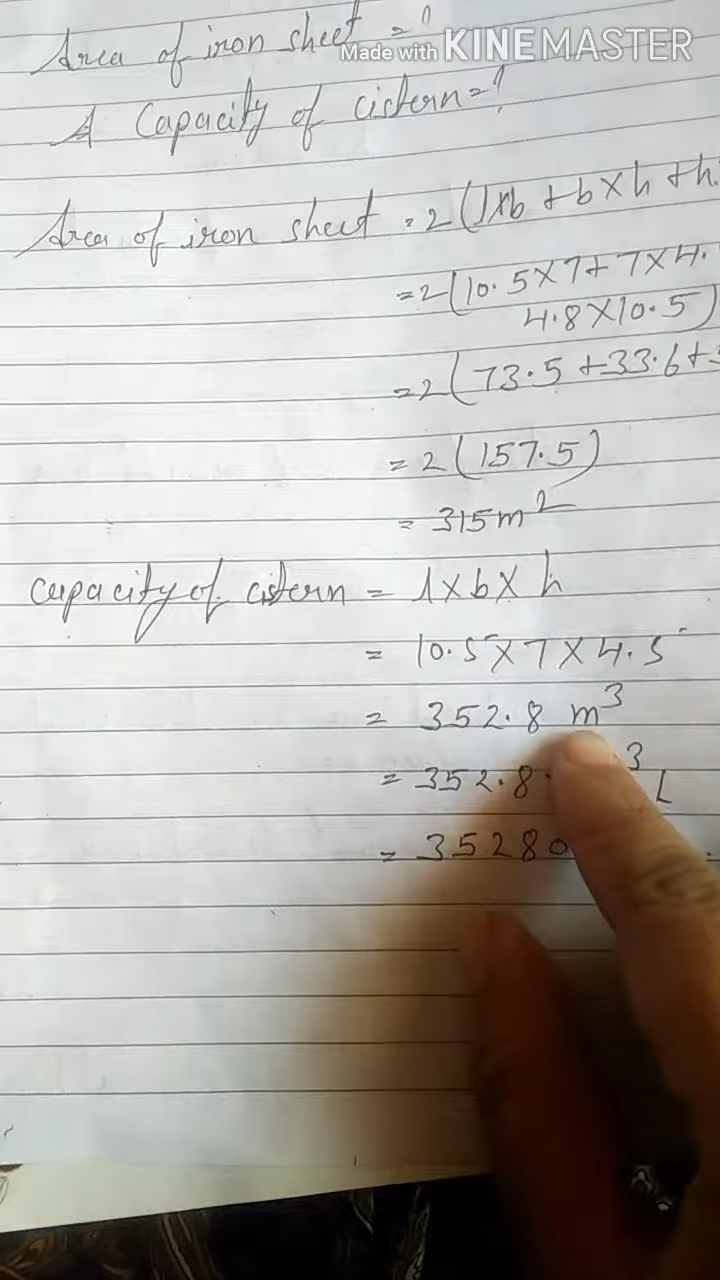 Area of iron sheet = ?
Made with KINEMASTER
A Capacity of cistern = ?
Area of iron sheet = 2(l×b + b×h + h.
= 2(10.5×7 + 7×4.
4.8×10.5)
= 2(73.5 + 33.6 +
= 2(157.5)
= 315m²
capacity of cistern = l×b×h
= 10.5×7×4.5
= 352.8 m³
= 352.8 ³ L
= 35280